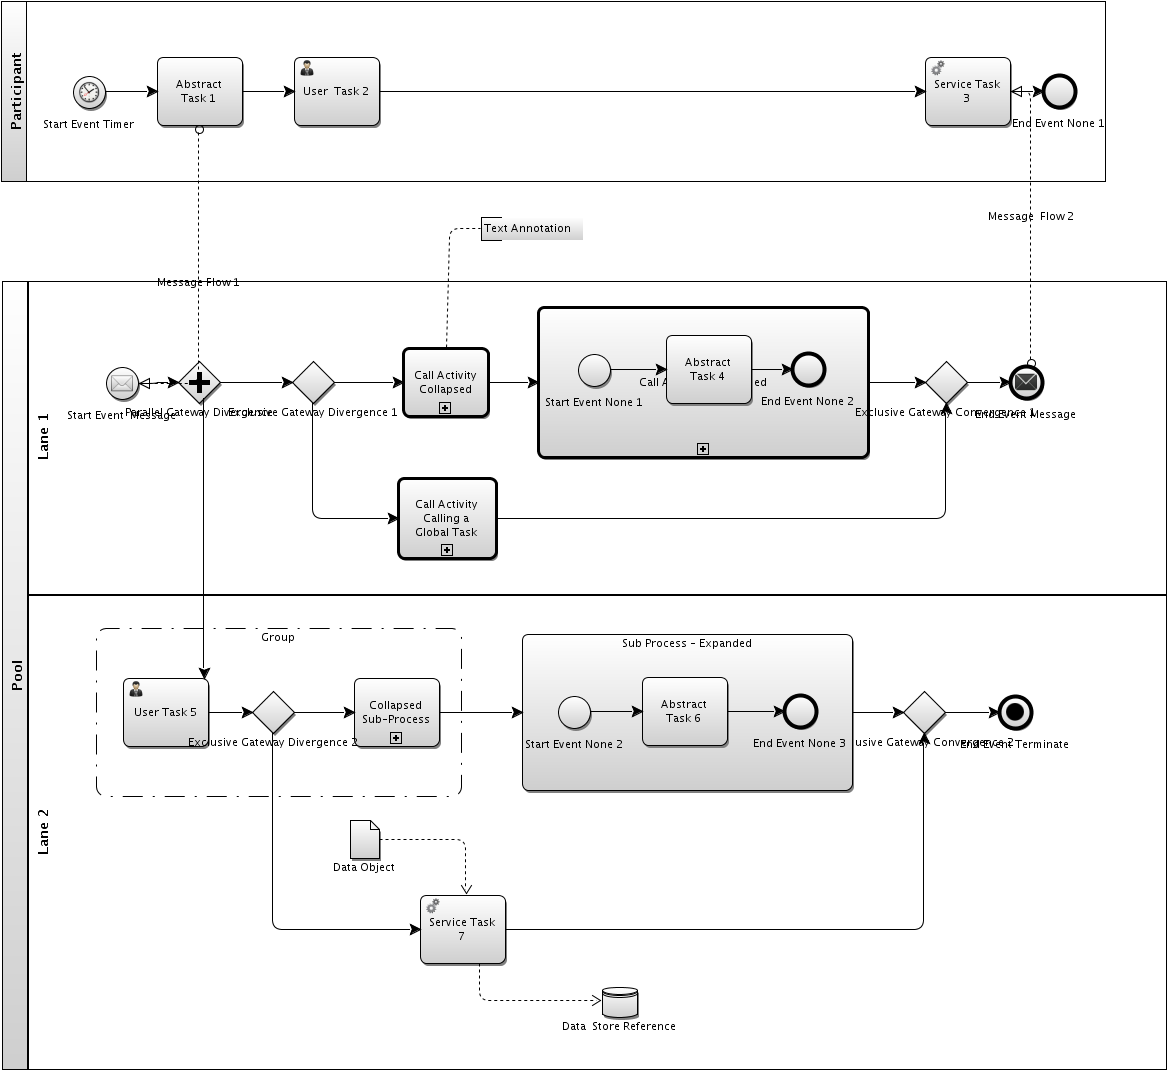 Participant
Start Event Timer
Abstract
Task 1
User Task 2
Service Task
3
End Event None 1
Message Flow 1
Text Annotation
Message Flow 2
Pool
Lane 1
Start Event Message
Parallel Gateway Divergence
Exclusive Gateway Divergence 1
Call Activity
Collapsed
Start Event None 1
Abstract
Task 4
Call A
ed
End Event None 2
Exclusive Gateway Convergence 1
End Event Message
Call Activity
Calling a
Global Task
Lane 2
Group
User Task 5
Exclusive Gateway Divergence 2
Collapsed
Sub-Process
Sub Process - Expanded
Start Event None 2
Abstract
Task 6
End Event None 3
usive Gateway Convergence 2
End Event Terminate
Data Object
Service Task
7
Data Store Reference